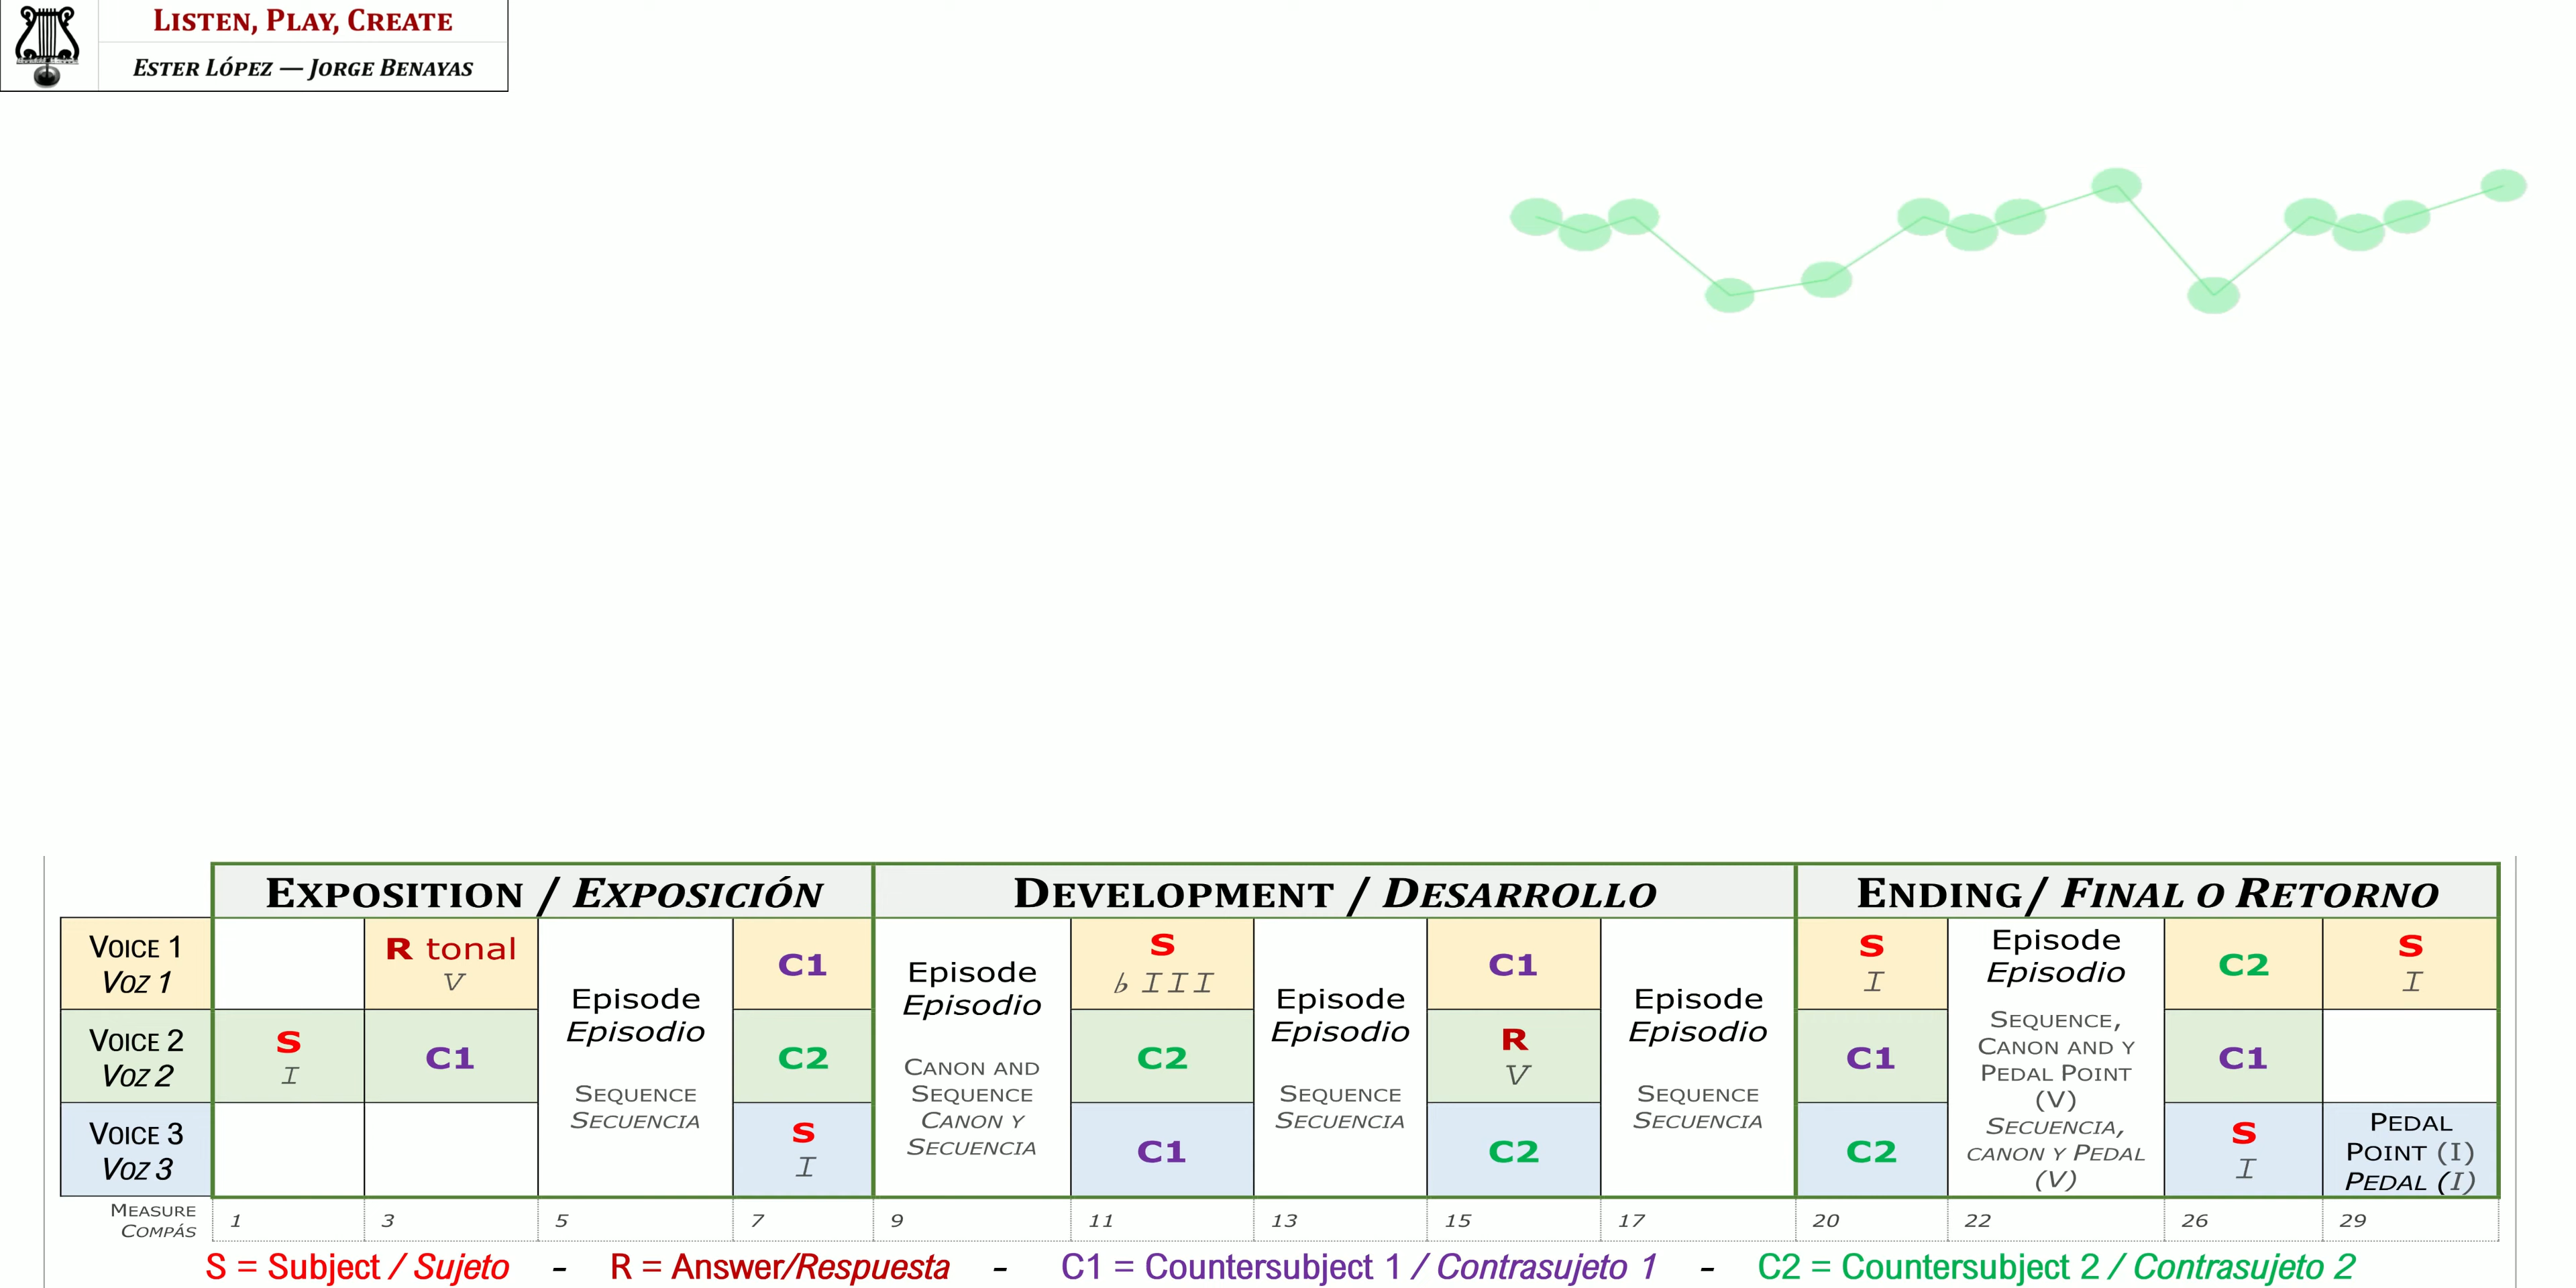 LISTEN, PLAY, CREATE
ESTER LÓPEZ — JORGE BENAYAS
EXPOSITION / EXPOSICIÓN
DEVELOPMENT / DESARROLLO
ENDING/ FINAL O RETORNO
VOICE 1
VOZ 1
R tonal
V
Episode
Episodio
SEQUENCE
SECUENCIA
C1
Episode
Episodio
CANON AND
SEQUENCE
CANON Y
SECUENCIA
S
♭ III
Episode
Episodio
SEQUENCE
SECUENCIA
C1
Episode
Episodio
SEQUENCE
SECUENCIA
S
I
Episode
Episodio
SEQUENCE,
CANON AND Y
PEDAL POINT
(V)
SECUENCIA,
CANON Y PEDAL
(V)
C2
S
I
VOICE 2
VOZ 2
S
I
C1
C2
C2
R
V
C1
C1
VOICE 3
VOZ 3
S
I
C1
C2
C2
S
I
PEDAL
POINT (I)
PEDAL (I)
MEASURE
COMPÁS
1 3 5 7 9 11 13 15 17 20 22 26 29
S = Subject / Sujeto - R = Answer/Respuesta - C1 = Countersubject 1 / Contrasujeto 1 - C2 = Countersubject 2 / Contrasujeto 2